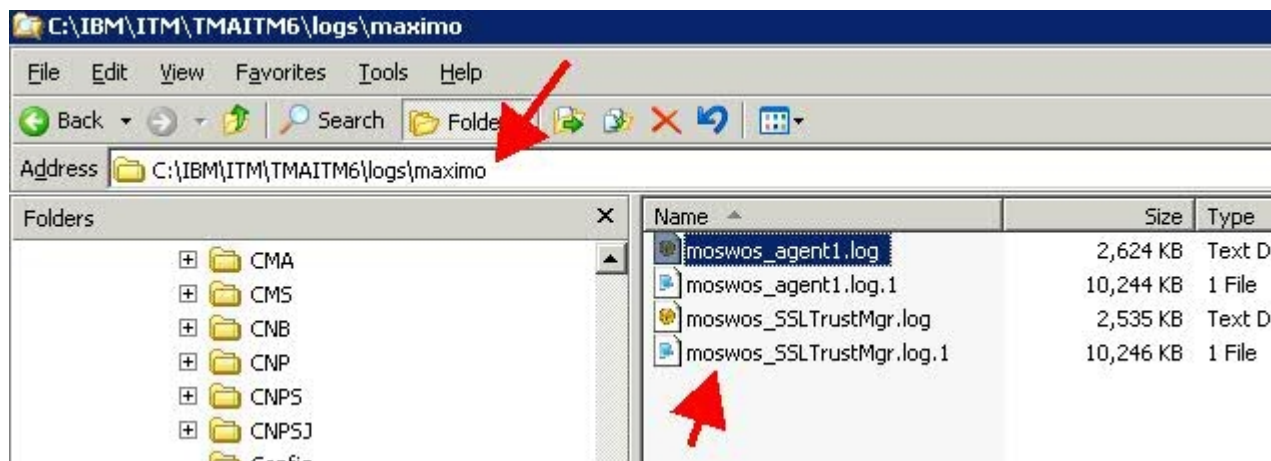 C:\IBM\ITM\TMAITM6\logs\maximo
File Edit View Favorites Tools Help
Back Search Folde
Address C:\IBM\ITM\TMAITM6\logs\maximo
Folders
CMA
CMS
CNB
CNP
CNPS
CNPSJ
Name Size Type
moswos_agent1.log 2,624 KB Text D
moswos_agent1.log.1 10,244 KB 1 File
moswos_SSLTrustMgr.log 2,535 KB Text D
moswos_SSLTrustMgr.log.1 10,246 KB 1 File